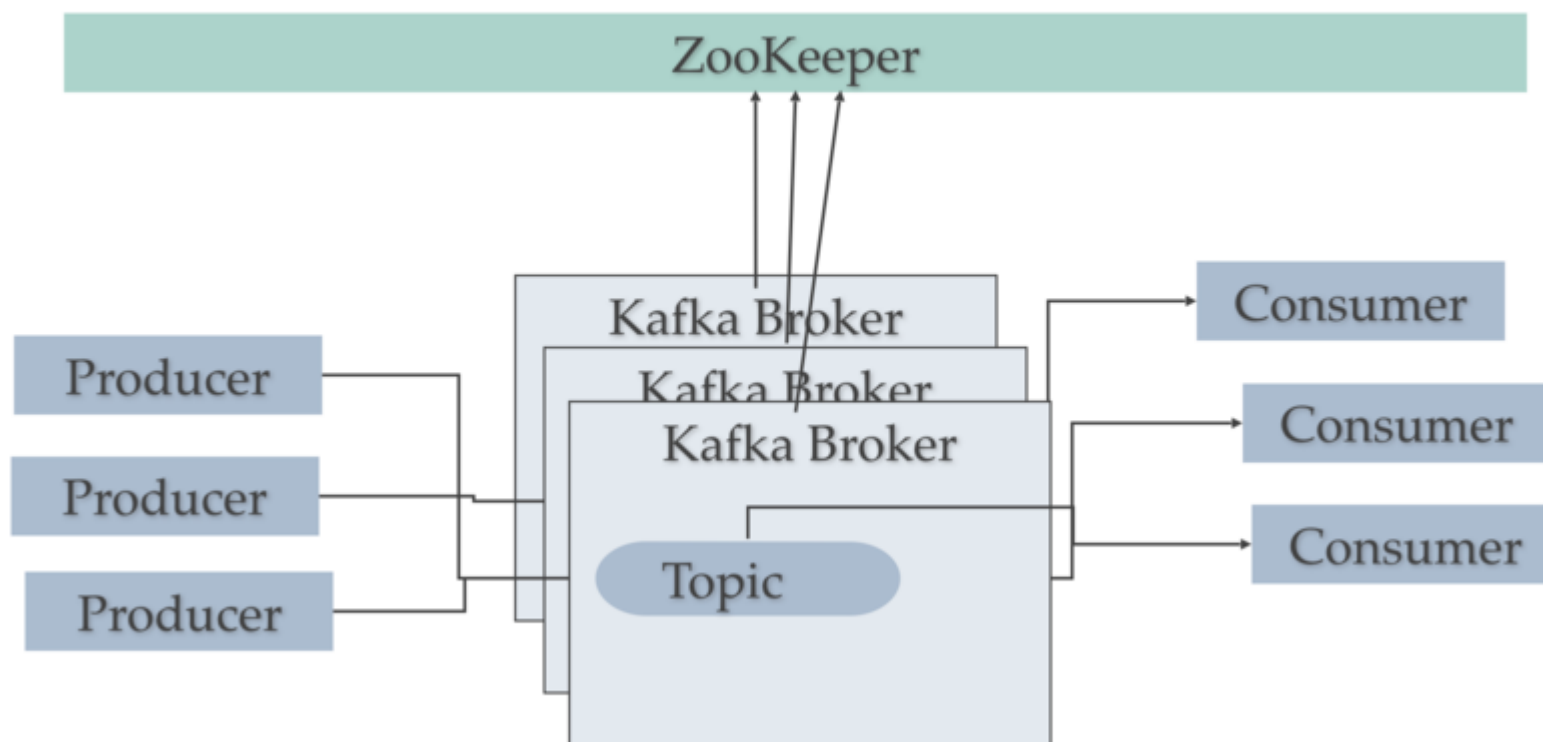 ZooKeeper
Kafka Broker
Kafka Broker
Kafka Broker
Producer
Producer
Producer
Topic
Consumer
Consumer
Consumer